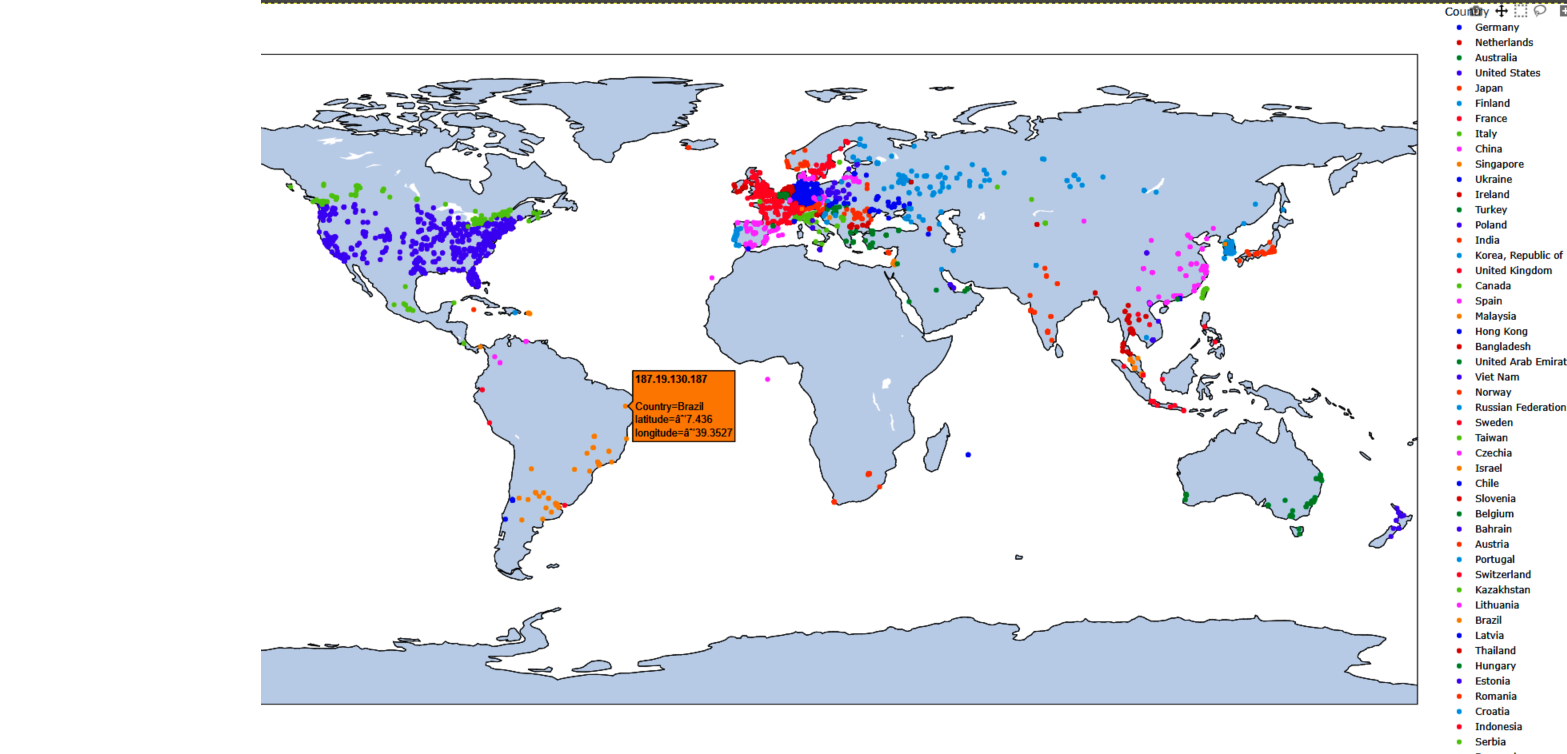 Country
Germany
Netherlands
Australia
United States
Japan
Finland
France
Italy
China
Singapore
Ukraine
Ireland
Turkey
Poland
India
Korea, Republic of
United Kingdom
Canada
Spain
Malaysia
Hong Kong
Bangladesh
United Arab Emirat
Viet Nam
Norway
Russian Federation
Sweden
Taiwan
Czechia
Israel
Chile
Slovenia
Belgium
Bahrain
Austria
Portugal
Switzerland
Kazakhstan
Lithuania
Brazil
Latvia
Thailand
Hungary
Estonia
Romania
Croatia
Indonesia
Serbia
187.19.130.187
Country=Brazil
latitude=âˆ’7.436
longitude=âˆ’39.3527